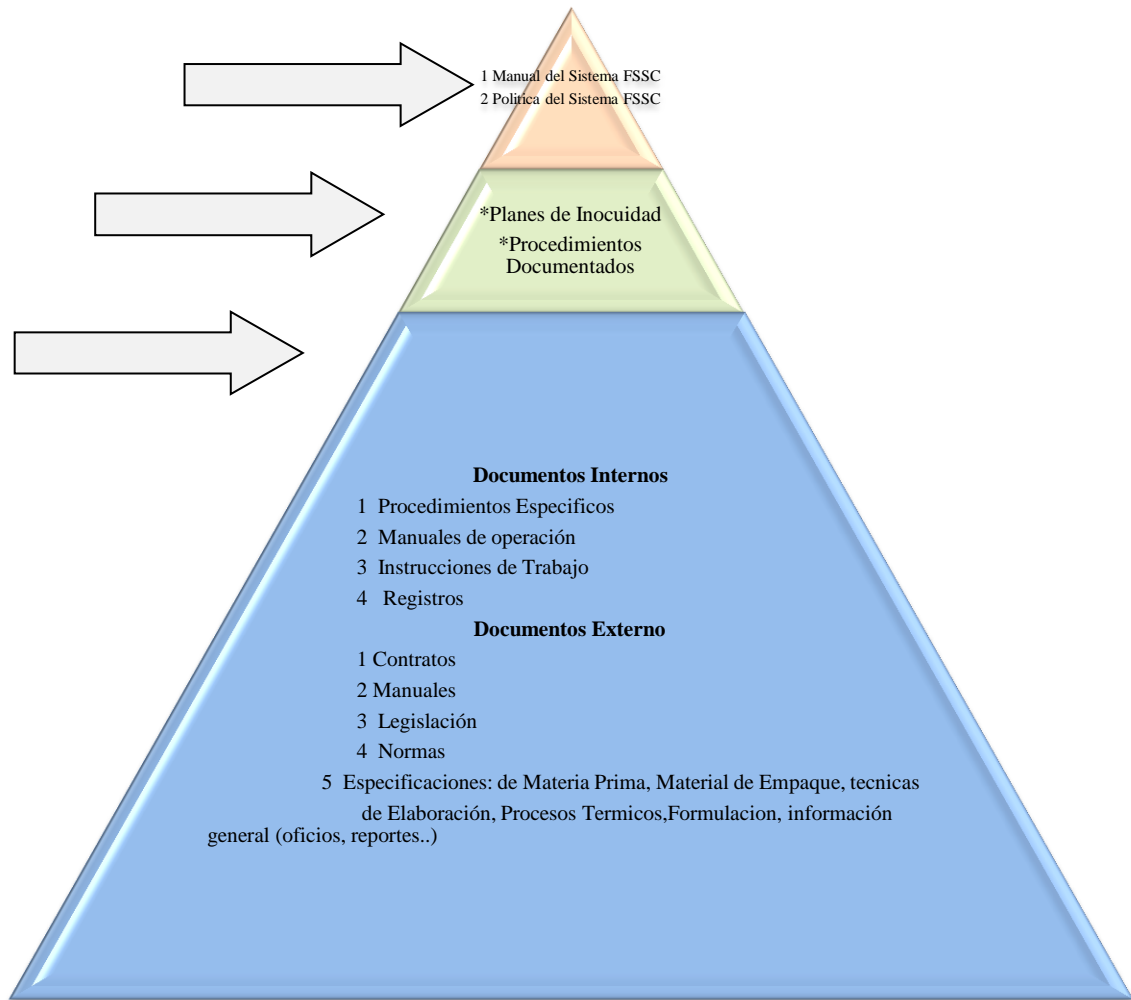 1 Manual del Sistema FSSC
2 Politica del Sistema FSSC
*Planes de Inocuidad
*Procedimientos
Documentados
Documentos Internos
1 Procedimientos Especificos
2 Manuales de operación
3 Instrucciones de Trabajo
4 Registros
Documentos Externo
1 Contratos
2 Manuales
3 Legislación
4 Normas
5 Especificaciones: de Materia Prima, Material de Empaque, tecnicas
de Elaboración, Procesos Termicos,Formulacion, información
general (oficios, reportes..)